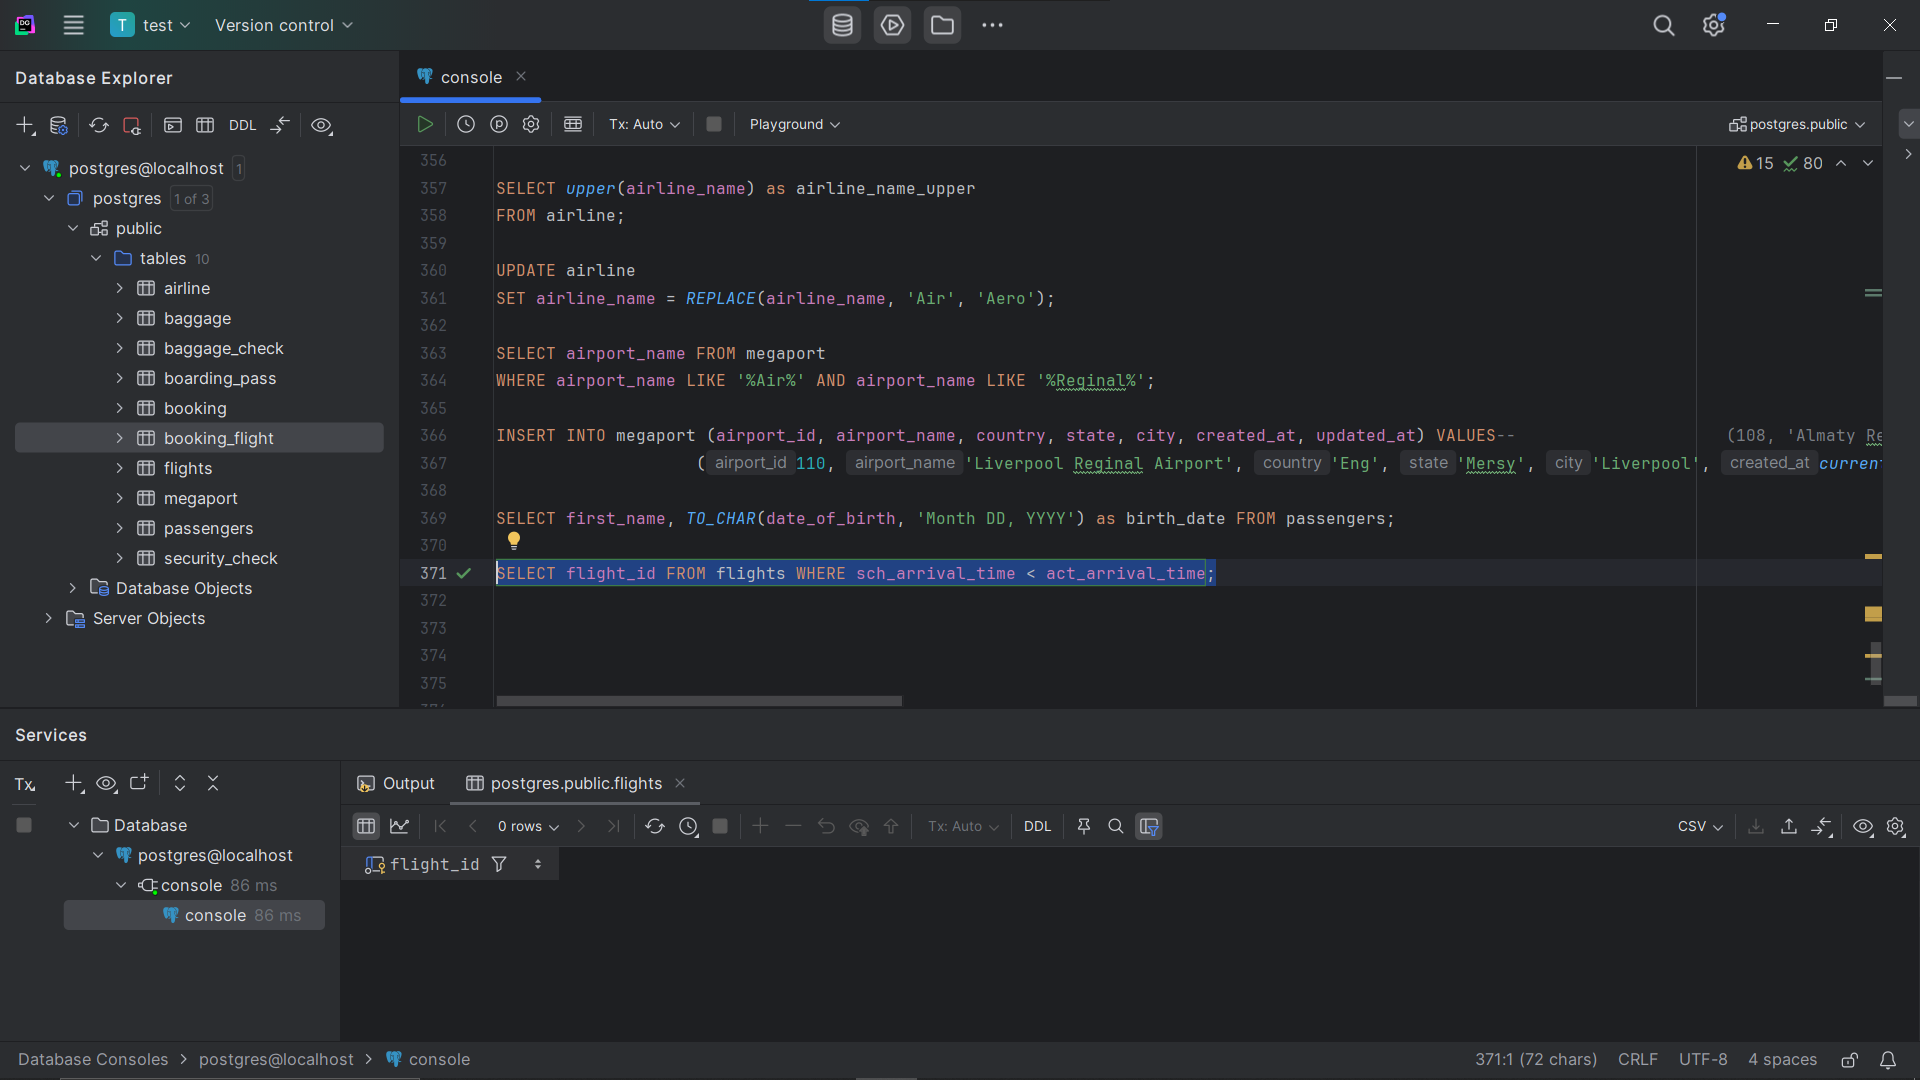 T test Version control
Database Explorer
DDL
postgres@localhost 1
postgres 1 of 3
public
tables 10
airline
baggage
baggage_check
boarding_pass
booking
booking_flight
flights
megaport
passengers
security_check
Database Objects
Server Objects
console
Tx: Auto Playground postgres.public
15 80
356
357 SELECT upper(airline_name) as airline_name_upper
358 FROM airline;
359
360 UPDATE airline
361 SET airline_name = REPLACE(airline_name, 'Air', 'Aero');
362
363 SELECT airport_name FROM megaport
364 WHERE airport_name LIKE '%Air%' AND airport_name LIKE '%Reginal%';
365
366 INSERT INTO megaport (airport_id, airport_name, country, state, city, created_at, updated_at) VALUES-- (108, 'Almaty Re
367 ( airport_id 110, airport_name 'Liverpool Reginal Airport', country 'Eng', state 'Mersy', city 'Liverpool', created_at curren
368
369 SELECT first_name, TO_CHAR(date_of_birth, 'Month DD, YYYY') as birth_date FROM passengers;
370
371 SELECT flight_id FROM flights WHERE sch_arrival_time < act_arrival_time;
372
373
374
375
Services
Tx
Database
postgres@localhost
console 86 ms
console 86 ms
Output postgres.public.flights
0 rows Tx: Auto DDL CSV
flight_id
Database Consoles > postgres@localhost > console
371:1 (72 chars) CRLF UTF-8 4 spaces